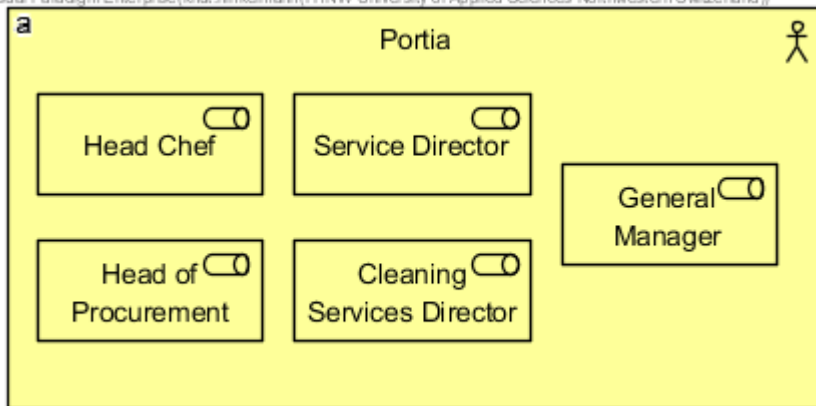 a
Portia
Head Chef
Service Director
General
Manager
Head of
Procurement
Cleaning
Services Director